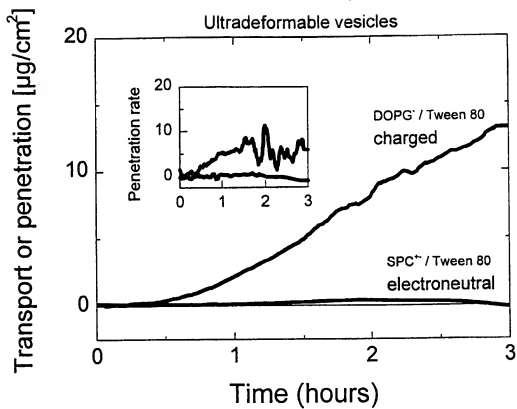 Ultradeformable vesicles
Transport or penetration [µg/cm²]
20
10
0
Penetration rate
20
10
0
0 1 2 3
DOPG⁻ / Tween 80
charged
SPC⁺⁻ / Tween 80
electroneutral
0 1 2 3
Time (hours)